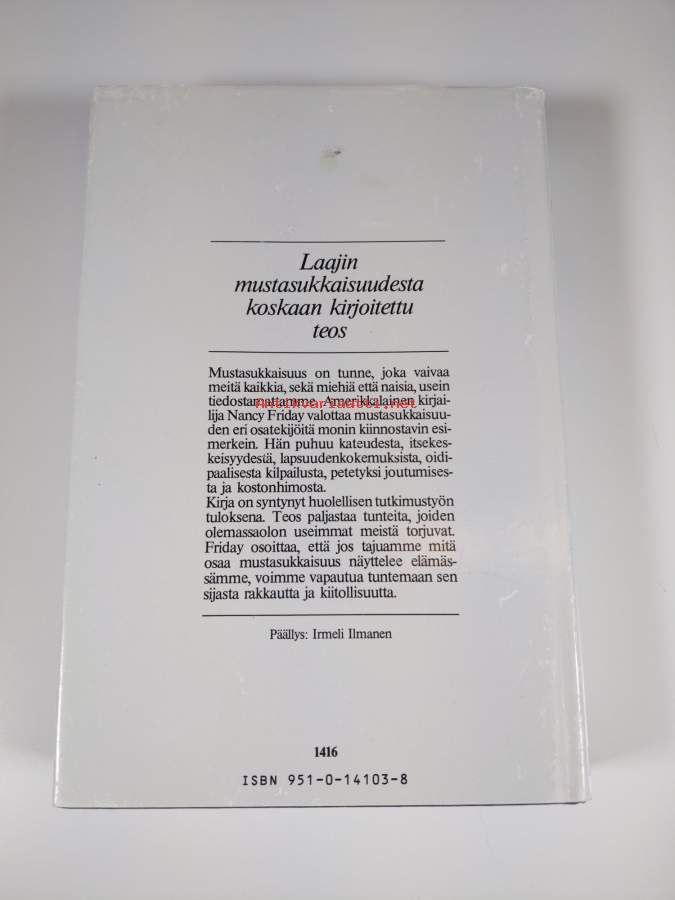 Laajin
mustasukkaisuudesta
koskaan kirjoitettu
teos
Mustasukkaisuus on tunne, joka vaivaa
meitä kaikkia, sekä miehiä että naisia, usein
tiedostamattamme. Amerikkalainen kirjai-
Antikvariaatti.net
lija Nancy Friday valottaa mustasukkaisuu-
den eri osatekijöitä monin kiinnostavin esi-
merkein. Hän puhuu kateudesta, itsekes-
keisyydestä, lapsuudenkokemuksista, oidi-
paalisesta kilpailusta, petetyksi joutumises-
ta ja kostonhimosta.
Kirja on syntynyt huolellisen tutkimustyön
tuloksena. Teos paljastaa tunteita, joiden
olemassaolon useimmat meistä torjuvat.
Friday osoittaa, että jos tajuamme mitä
osaa mustasukkaisuus näyttelee elämäs-
sämme, voimme vapautua tuntemaan sen
sijasta rakkautta ja kiitollisuutta.
Päällys: Irmeli Ilmanen
1416
ISBN 951-0-14103-8